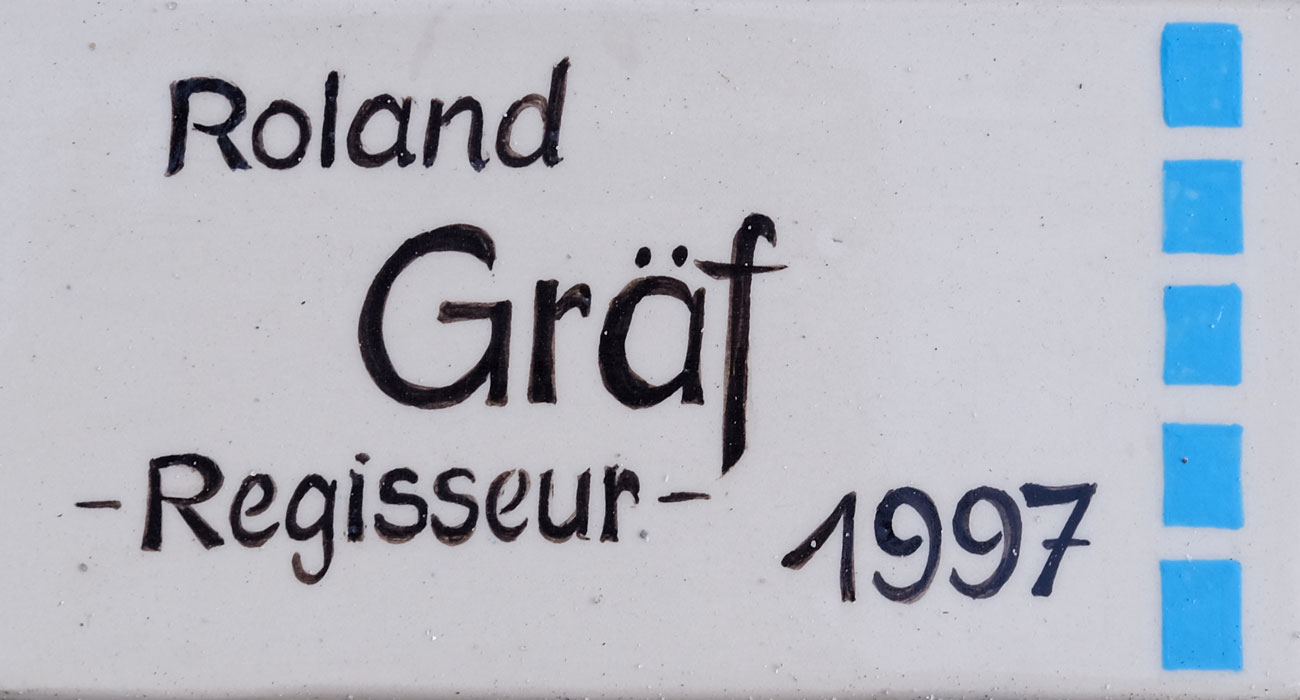 Roland
Gräf
-Regisseur-
1997